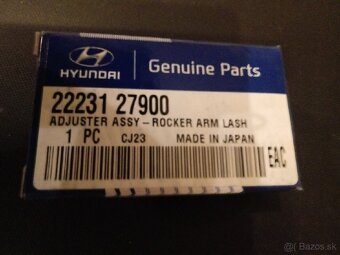 HYUNDAI
Genuine Parts
22231 27900
ADJUSTER ASSY-ROCKER ARM LASH
1 PC CJ23 MADE IN JAPAN
EAC
Bazos.sk